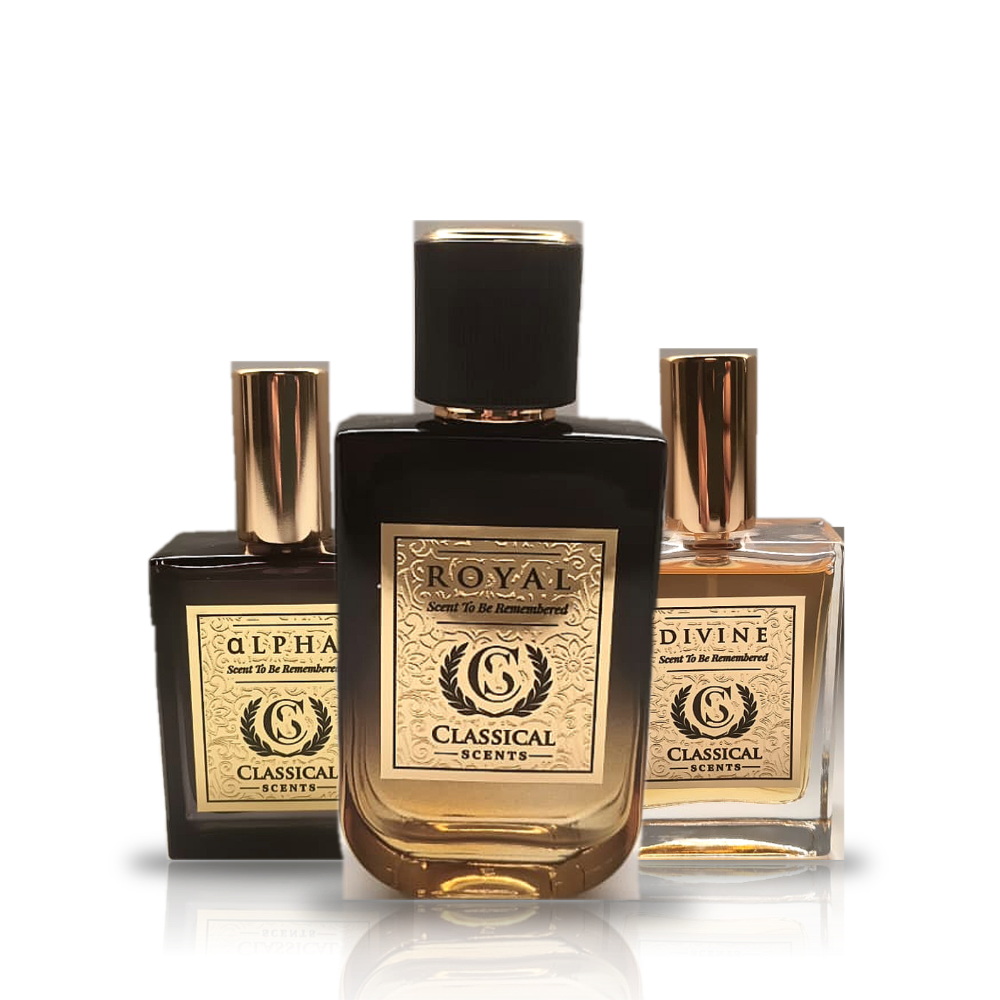 αLPHA
Scent To Be Remembered
CS
CLASSICAL
SCENTS
ROYAL
Scent To Be Remembered
CS
CLASSICAL
SCENTS
DIVINE
Scent To Be Remembered
CS
CLASSICAL
SCENTS